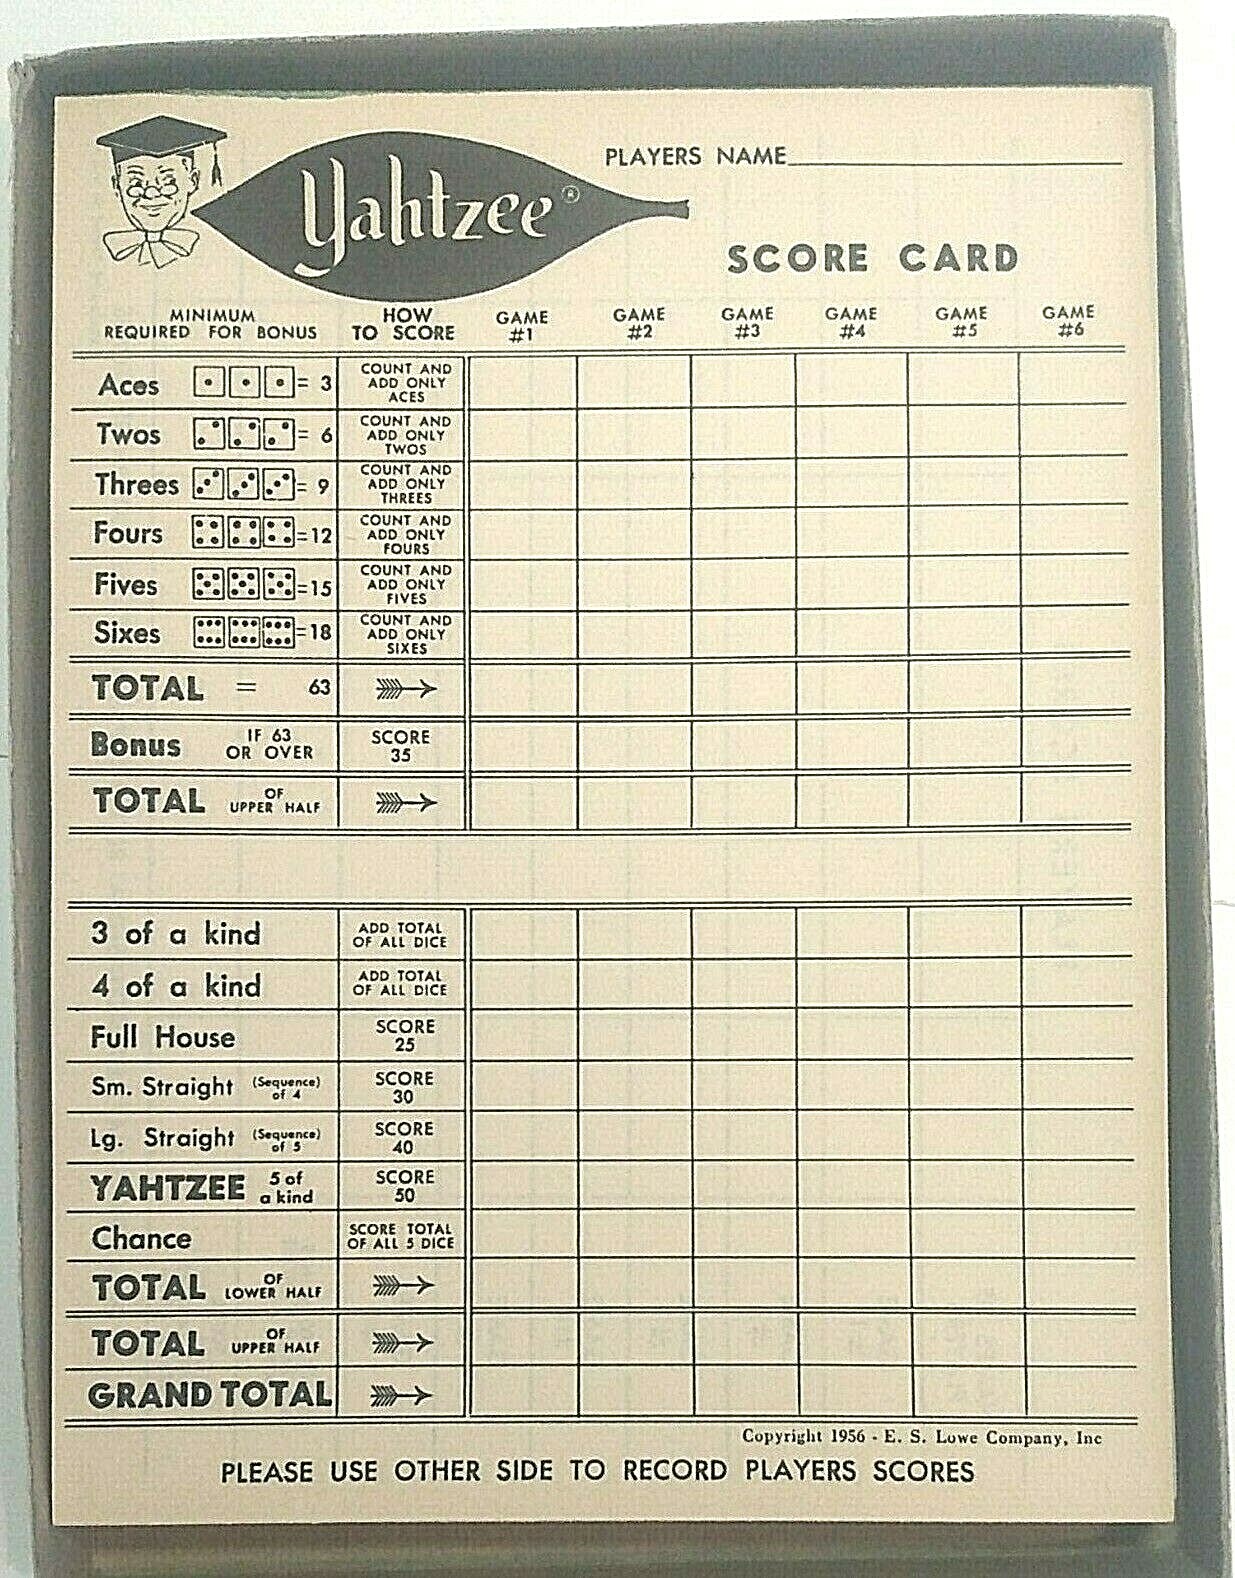 Yahtzee®
PLAYERS NAME
SCORE CARD
MINIMUM
REQUIRED FOR BONUS
HOW
TO SCORE
GAME
#1
GAME
#2
GAME
#3
GAME
#4
GAME
#5
GAME
#6
Aces = 3
COUNT AND
ADD ONLY
ACES
Twos = 6
COUNT AND
ADD ONLY
TWOS
Threes = 9
COUNT AND
ADD ONLY
THREES
Fours =12
COUNT AND
ADD ONLY
FOURS
Fives =15
COUNT AND
ADD ONLY
FIVES
Sixes =18
COUNT AND
ADD ONLY
SIXES
TOTAL = 63
Bonus IF 63
OR OVER
SCORE
35
TOTAL OF
UPPER HALF
3 of a kind
ADD TOTAL
OF ALL DICE
4 of a kind
ADD TOTAL
OF ALL DICE
Full House
SCORE
25
Sm. Straight (Sequence)
of 4
SCORE
30
Lg. Straight (Sequence)
of 5
SCORE
40
YAHTZEE 5 of
a kind
SCORE
50
Chance
SCORE TOTAL
OF ALL 5 DICE
TOTAL OF
LOWER HALF
TOTAL OF
UPPER HALF
GRAND TOTAL
Copyright 1956 - E. S. Lowe Company, Inc
PLEASE USE OTHER SIDE TO RECORD PLAYERS SCORES